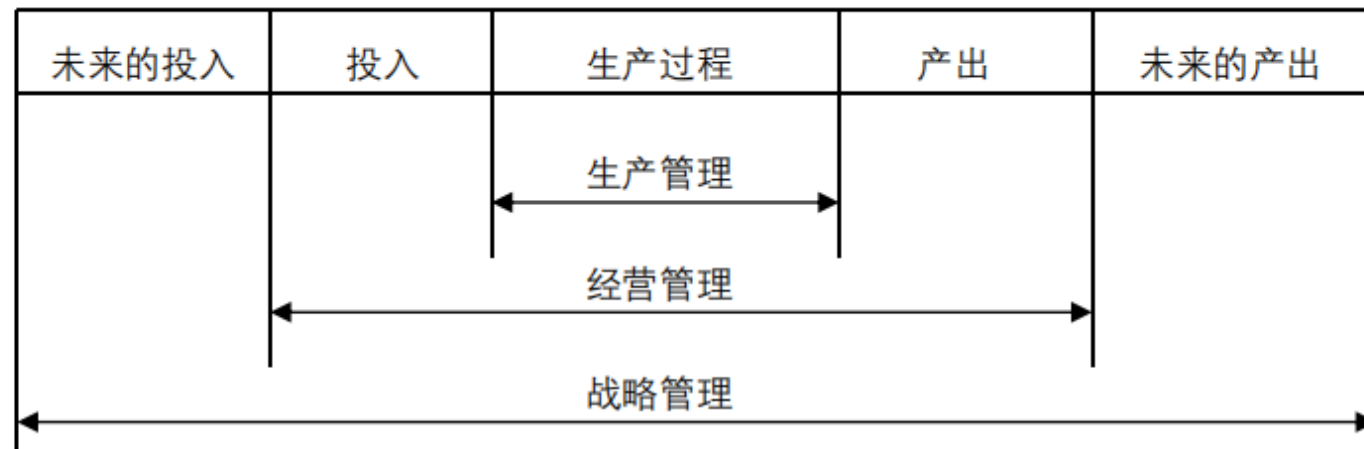 未来的投入 投入 生产过程 产出 未来的产出
生产管理
经营管理
战略管理